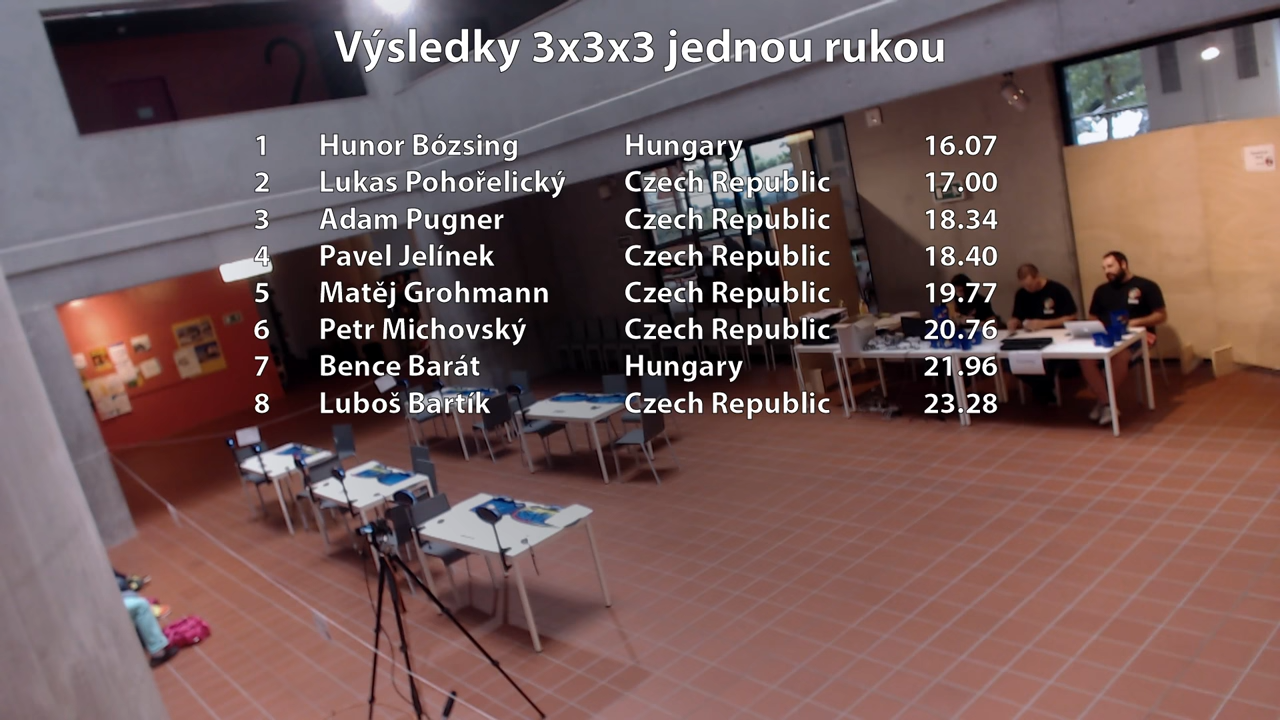 Výsledky 3x3x3 jednou rukou
1 Hunor Bózsing Hungary 16.07
2 Lukas Pohořelický Czech Republic 17.00
3 Adam Pugner Czech Republic 18.34
4 Pavel Jelínek Czech Republic 18.40
5 Matěj Grohmann Czech Republic 19.77
6 Petr Michovský Czech Republic 20.76
7 Bence Barát Hungary 21.96
8 Luboš Bartík Czech Republic 23.28